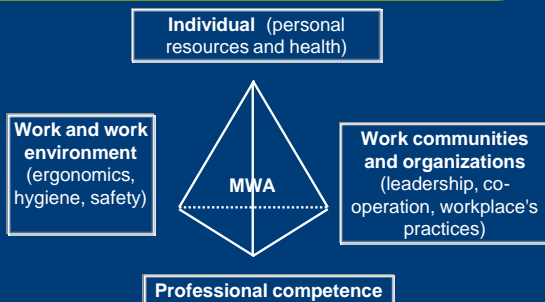 Individual (personal
resources and health)
Work and work
environment
(ergonomics,
hygiene, safety)
MWA
Work communities
and organizations
(leadership, co-
operation, workplace's
practices)
Professional competence